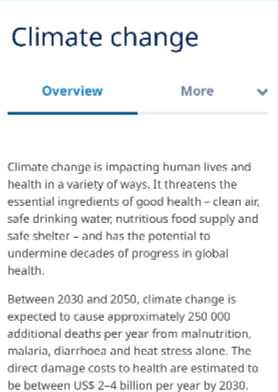 Climate change
Overview
More
Climate change is impacting human lives and
health in a variety of ways. It threatens the
essential ingredients of good health – clean air,
safe drinking water, nutritious food supply and
safe shelter – and has the potential to
undermine decades of progress in global
health.
Between 2030 and 2050, climate change is
expected to cause approximately 250 000
additional deaths per year from malnutrition,
malaria, diarrhoea and heat stress alone. The
direct damage costs to health are estimated to
be between US$ 2–4 billion per year by 2030.